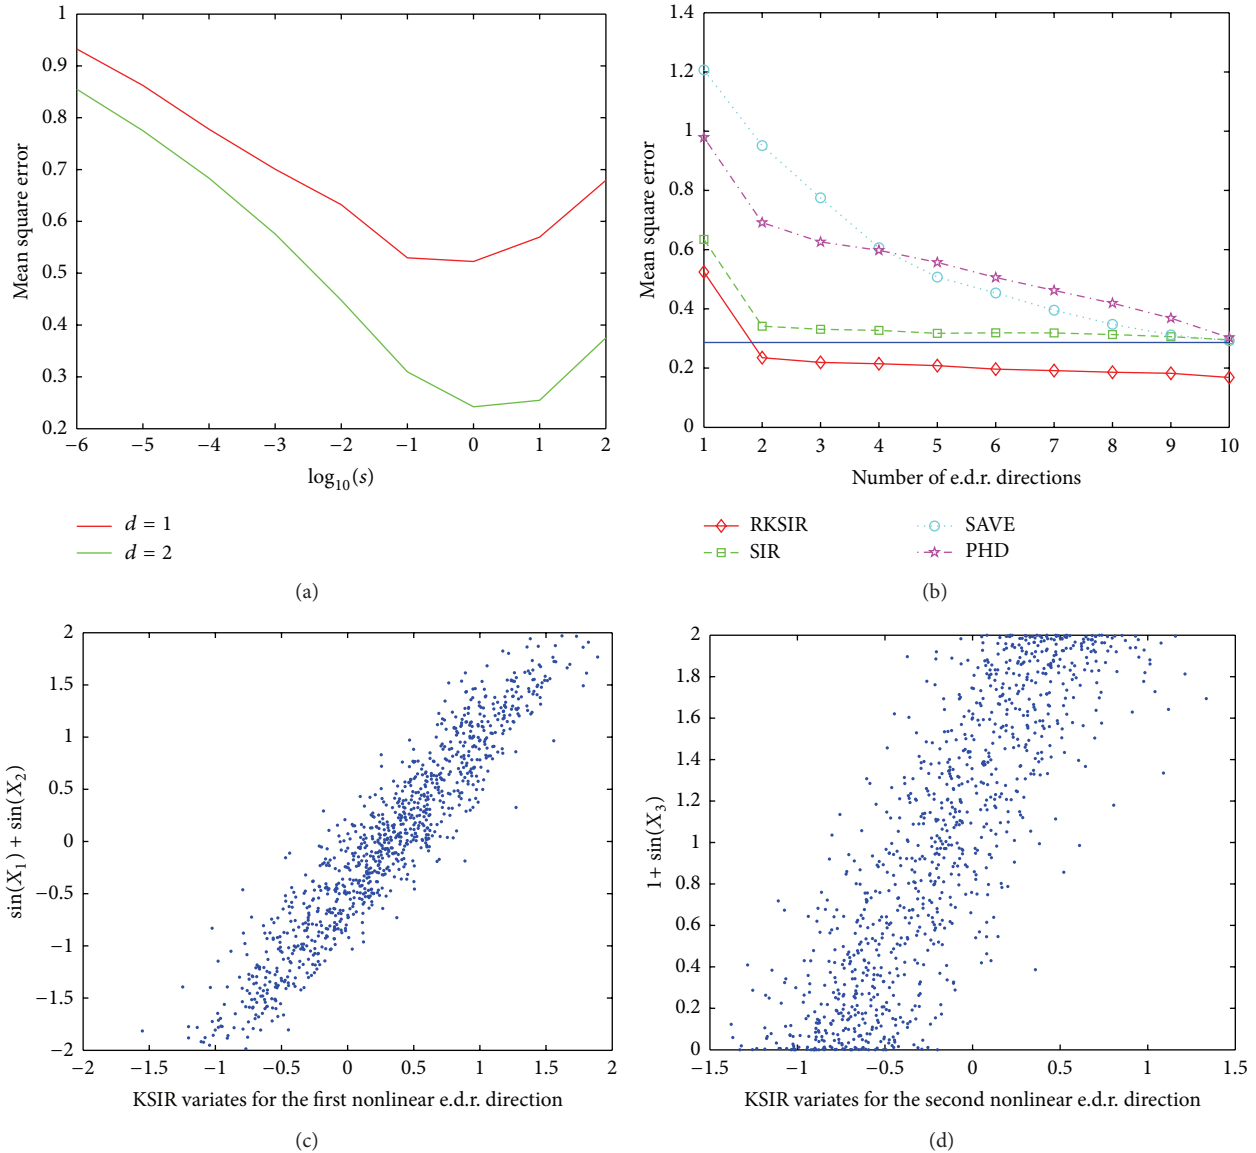 1
0.9
0.8
0.7
0.6
0.5
0.4
0.3
0.2
Mean square error
−6 −5 −4 −3 −2 −1 0 1 2
log10(s)
d = 1
d = 2
(a)
1.4
1.2
1
0.8
0.6
0.4
0.2
0
Mean square error
1 2 3 4 5 6 7 8 9 10
Number of e.d.r. directions
RKSIR
SIR
SAVE
PHD
(b)
2
1.5
1
0.5
0
−0.5
−1
−1.5
−2
sin(X1) + sin(X2)
−2 −1.5 −1 −0.5 0 0.5 1 1.5 2
KSIR variates for the first nonlinear e.d.r. direction
(c)
2
1.8
1.6
1.4
1.2
1
0.8
0.6
0.4
0.2
0
1+ sin(X3)
−1.5 −1 −0.5 0 0.5 1 1.5
KSIR variates for the second nonlinear e.d.r. direction
(d)